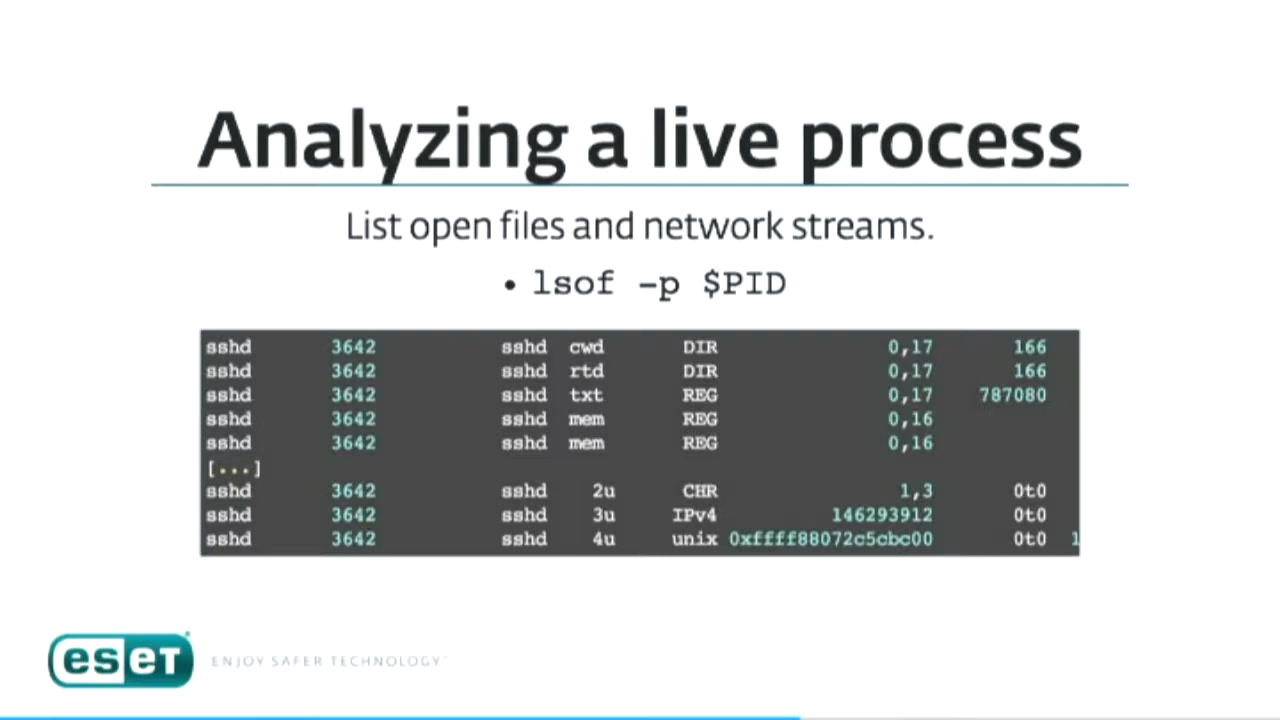 Analyzing a live process
List open files and network streams.
• lsof -p $PID
sshd 3642 sshd cwd DIR 0,17 166
sshd 3642 sshd rtd DIR 0,17 166
sshd 3642 sshd txt REG 0,17 787080
sshd 3642 sshd mem REG 0,16
sshd 3642 sshd mem REG 0,16
[...]
sshd 3642 sshd 2u CHR 1,3 0t0
sshd 3642 sshd 3u IPv4 146293912 0t0
sshd 3642 sshd 4u unix 0xffff88072c5cbc00 0t0 1
eseT ENJOY SAFER TECHNOLOGY™